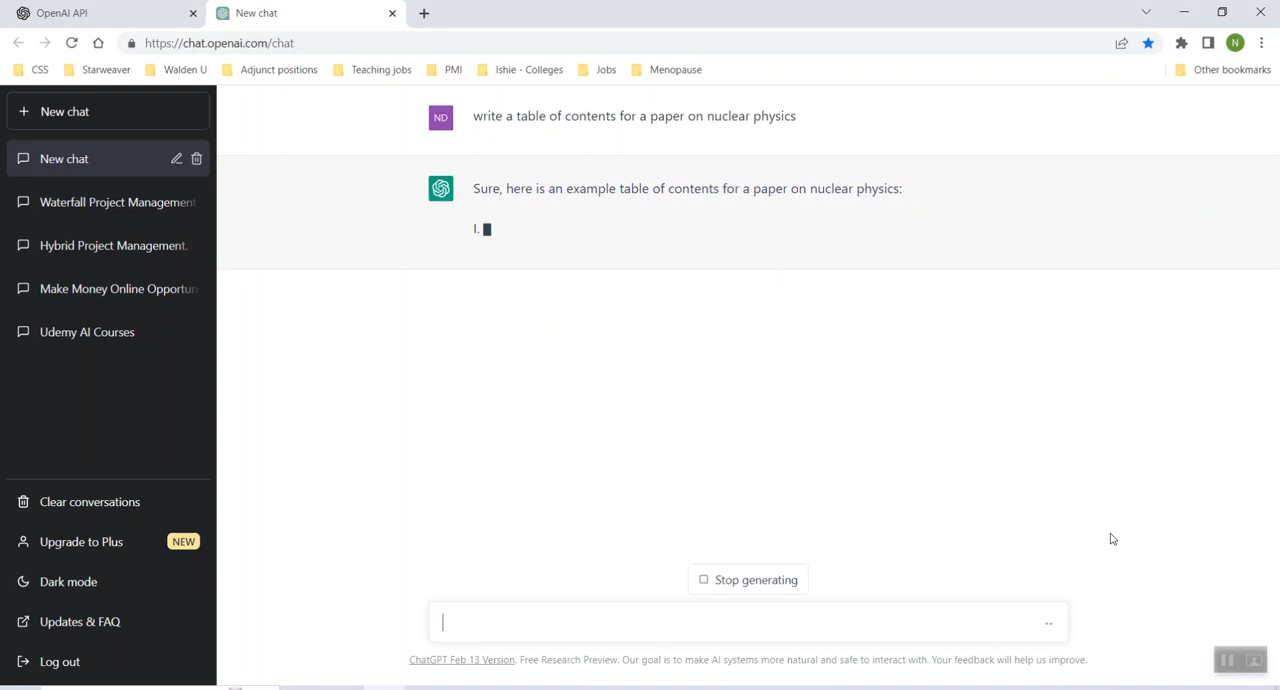 OpenAI API
New chat
https://chat.openai.com/chat
N
CSS Starweaver Walden U Adjunct positions Teaching jobs PMI Ishie - Colleges Jobs Menopause Other bookmarks
New chat
New chat
Waterfall Project Management
Hybrid Project Management.
Make Money Online Opportun
Udemy AI Courses
Clear conversations
Upgrade to Plus NEW
Dark mode
Updates & FAQ
Log out
ND write a table of contents for a paper on nuclear physics
Sure, here is an example table of contents for a paper on nuclear physics:
I.
Stop generating
ChatGPT Feb 13 Version. Free Research Preview. Our goal is to make AI systems more natural and safe to interact with. Your feedback will help us improve.